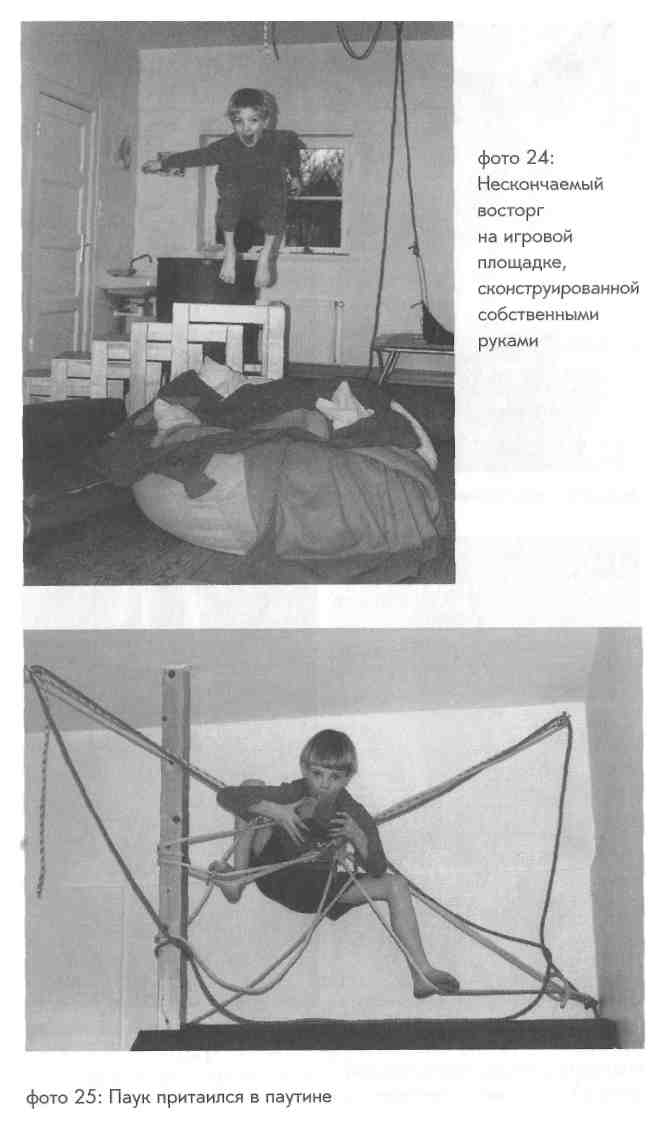 фото 24:
Нескончаемый
восторг
на игровой
площадке,
сконструированной
собственными
руками
фото 25: Паук притаился в паутине